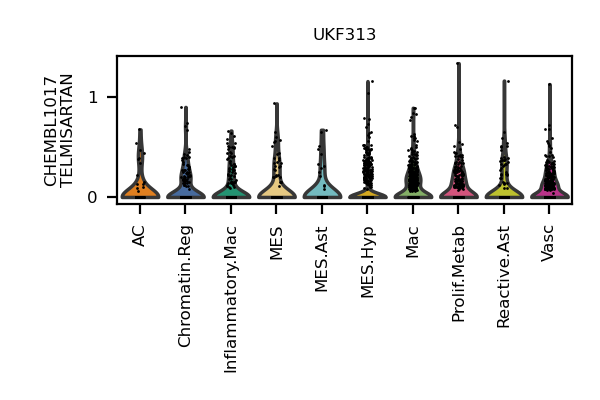 UKF313
CHEMBL1017
TELMISARTAN
1
0
AC
Chromatin.Reg
Inflammatory.Mac
MES
MES.Ast
MES.Hyp
Mac
Prolif.Metab
Reactive.Ast
Vasc